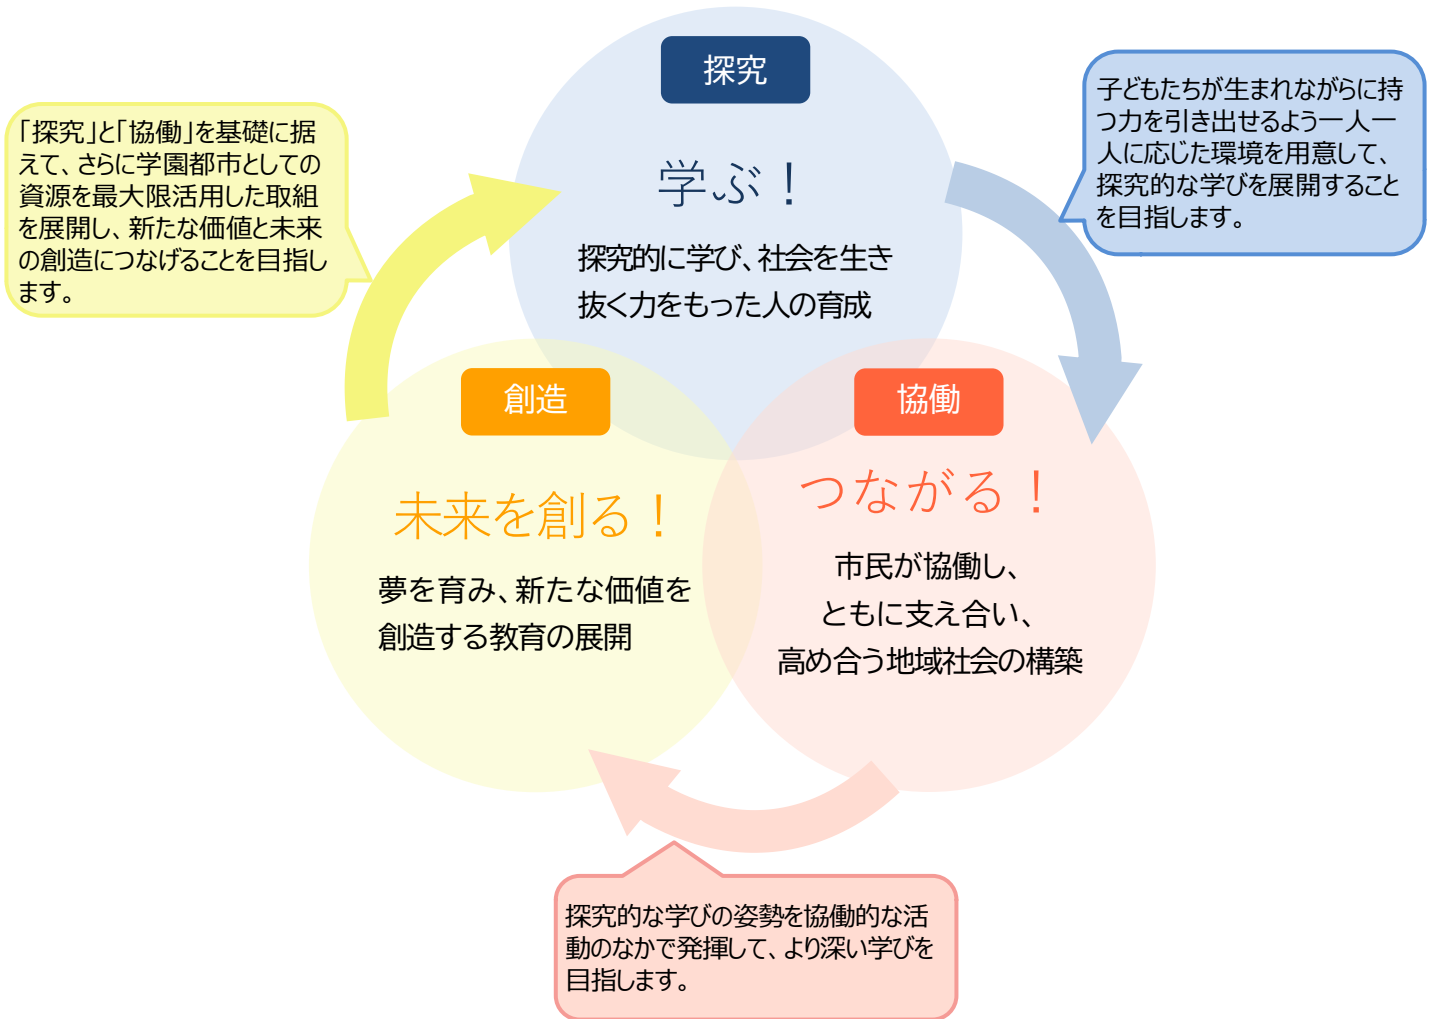 探究
学ぶ！
探究的に学び、社会を生き
抜く力をもった人の育成
子どもたちが生まれながらに持
つ力を引き出せるよう一人一
人に応じた環境を用意して、
探究的な学びを展開すること
を目指します。
「探究」と「協働」を基礎に据
えて、さらに学園都市としての
資源を最大限活用した取組
を展開し、新たな価値と未来
の創造につなげることを目指し
ます。
創造
未来を創る！
夢を育み、新たな価値を
創造する教育の展開
協働
つながる！
市民が協働し、
ともに支え合い、
高め合う地域社会の構築
探究的な学びの姿勢を協働的な活
動のなかで発揮して、より深い学びを
目指します。